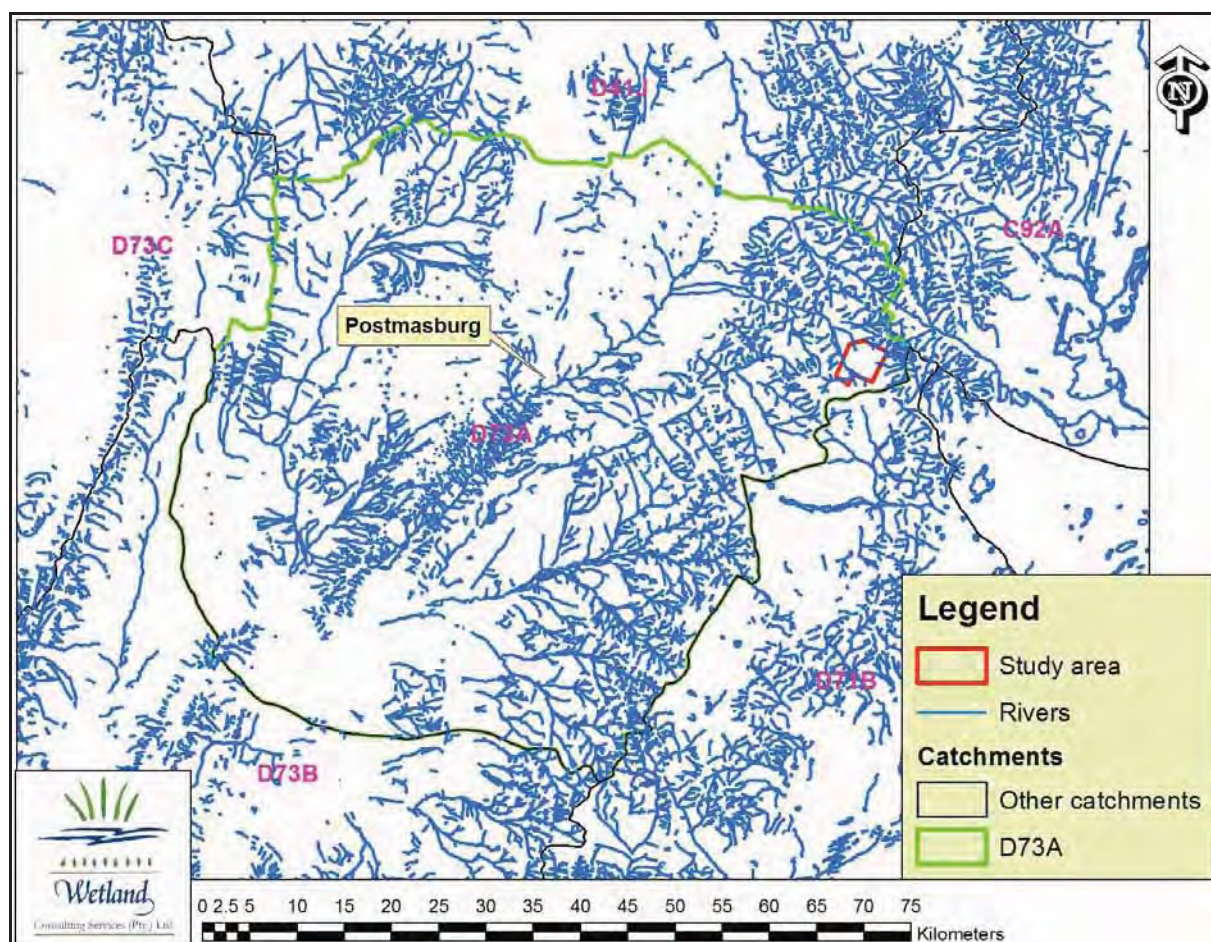 N
D41J
D73C
C92A
Postmasburg
D73A
D71B
D73B
Legend
Study area
Rivers
Catchments
Other catchments
D73A
Wetland
Consulting Services (Pty.) Ltd.
0 2.5 5 10 15 20 25 30 35 40 45 50 55 60 65 70 75
Kilometers